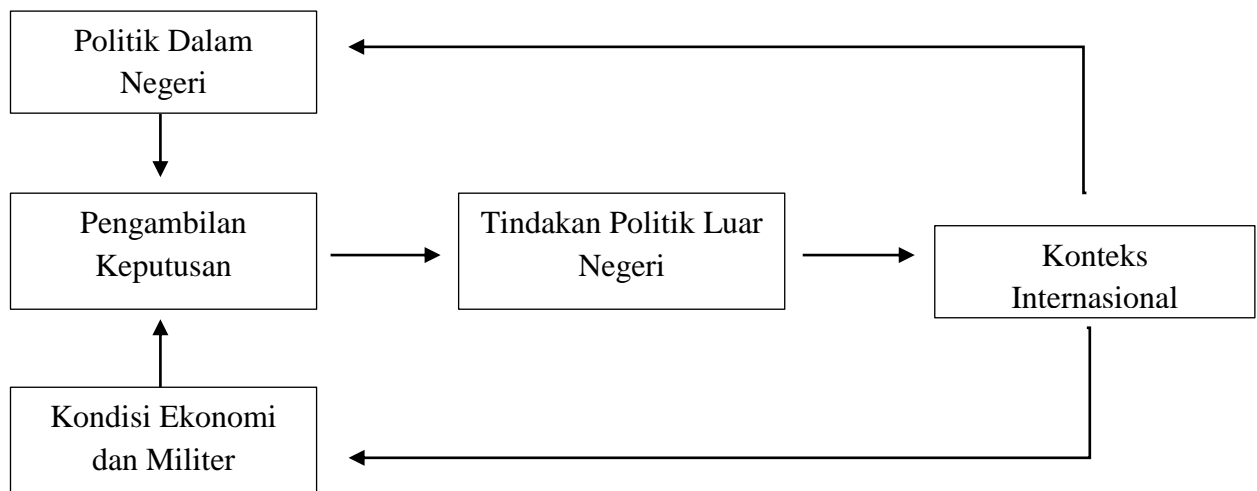 Politik Dalam
Negeri
Pengambilan
Keputusan
Tindakan Politik Luar
Negeri
Konteks
Internasional
Kondisi Ekonomi
dan Militer